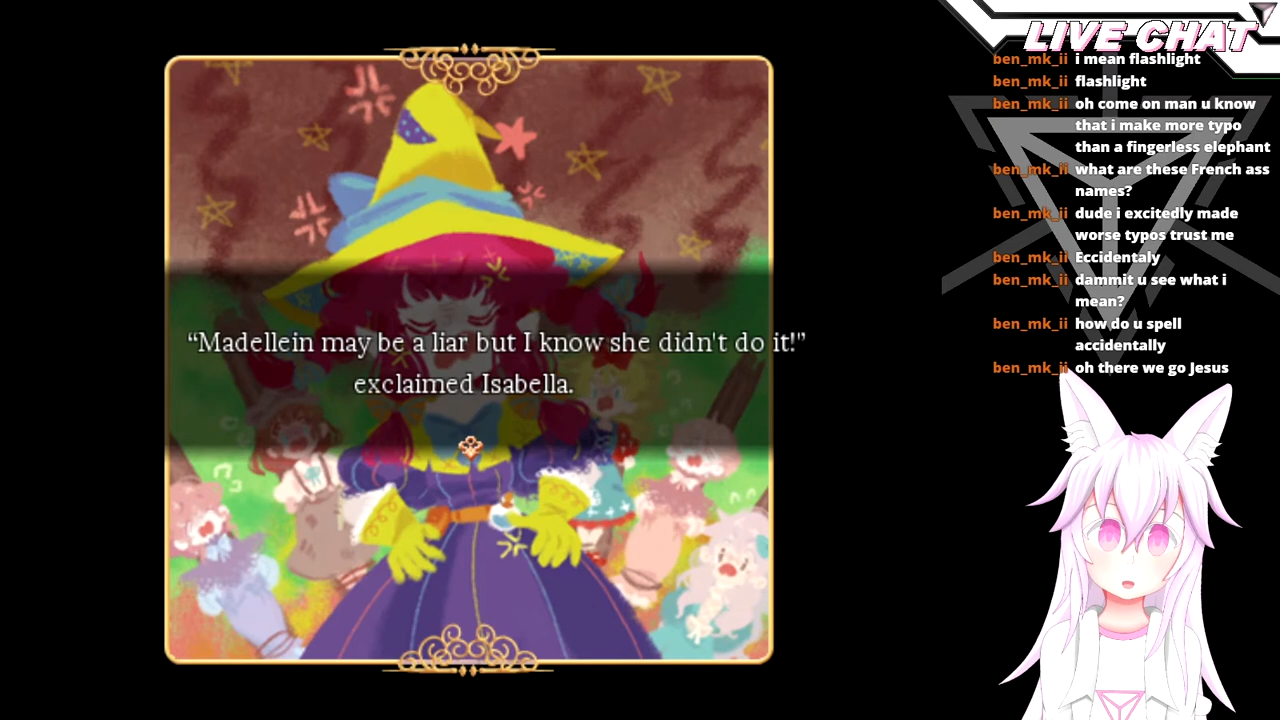 “Madellein may be a liar but I know she didn't do it!”
exclaimed Isabella.
LIVE CHAT
ben_mk_ii i mean flashlight
ben_mk_ii flashlight
ben_mk_ii oh come on man u know
that i make more typo
than a fingerless elephant
ben_mk_ii what are these French ass
names?
ben_mk_ii dude i excitedly made
worse typos trust me
ben_mk_ii Eccidentaly
ben_mk_ii dammit u see what i
mean?
ben_mk_ii how do u spell
accidentally
ben_mk_ii oh there we go Jesus